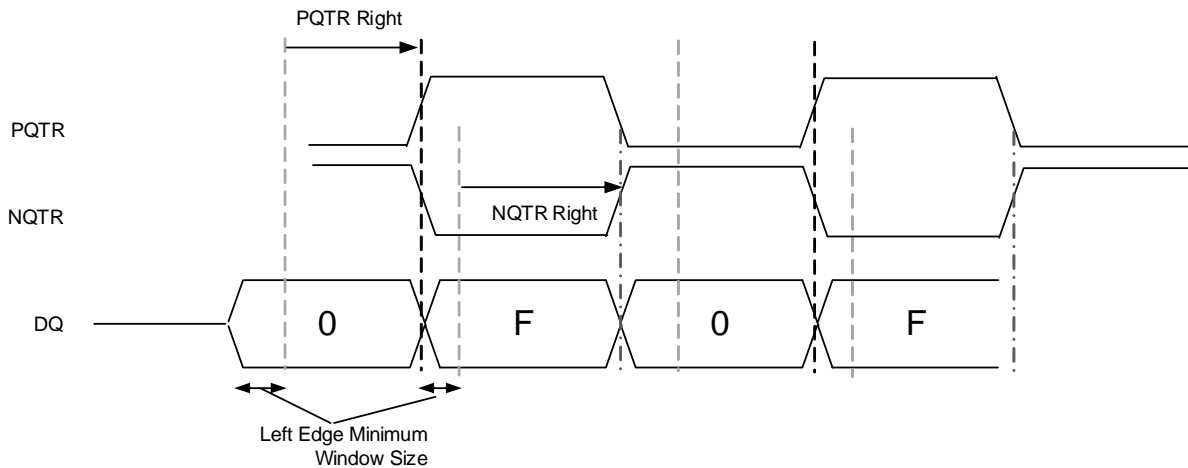 PQTR Right
PQTR
NQTR Right
NQTR
DQ
0
F
0
F
Left Edge Minimum
Window Size